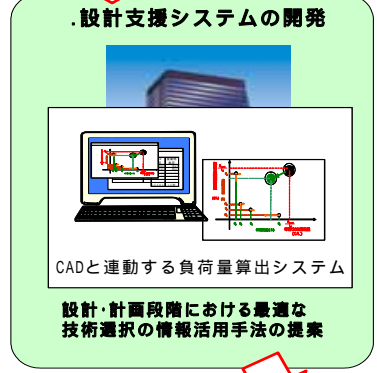 .設計支援システムの開発
CADと連動する負荷量算出システム
設計・計画段階における最適な
技術選択の情報活用手法の提案